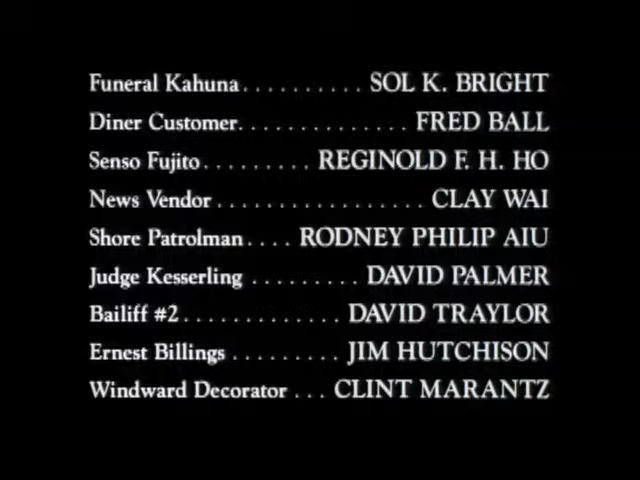 Funeral Kahuna.......... SOL K. BRIGHT
Diner Customer.............. FRED BALL
Senso Fujito......... REGINOLD F. H. HO
News Vendor................. CLAY WAI
Shore Patrolman.... RODNEY PHILIP AIU
Judge Kesserling ......... DAVID PALMER
Bailiff #2............. DAVID TRAYLOR
Ernest Billings ......... JIM HUTCHISON
Windward Decorator ... CLINT MARANTZ